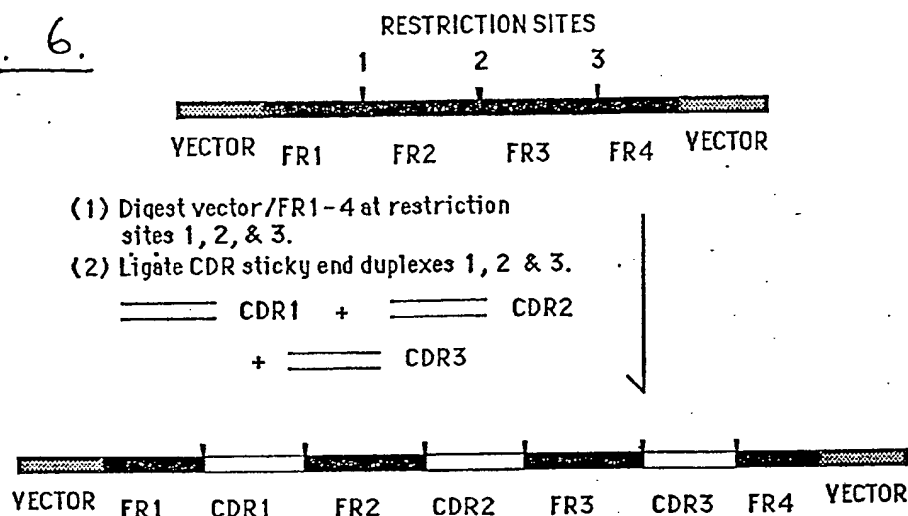 . 6.
RESTRICTION SITES
1 2 3
VECTOR FR1 FR2 FR3 FR4 VECTOR
(1) Digest vector/FR1-4 at restriction
sites 1, 2, & 3.
(2) Ligate CDR sticky end duplexes 1, 2 & 3.
CDR1 + CDR2
+ CDR3
VECTOR FR1 CDR1 FR2 CDR2 FR3 CDR3 FR4 VECTOR